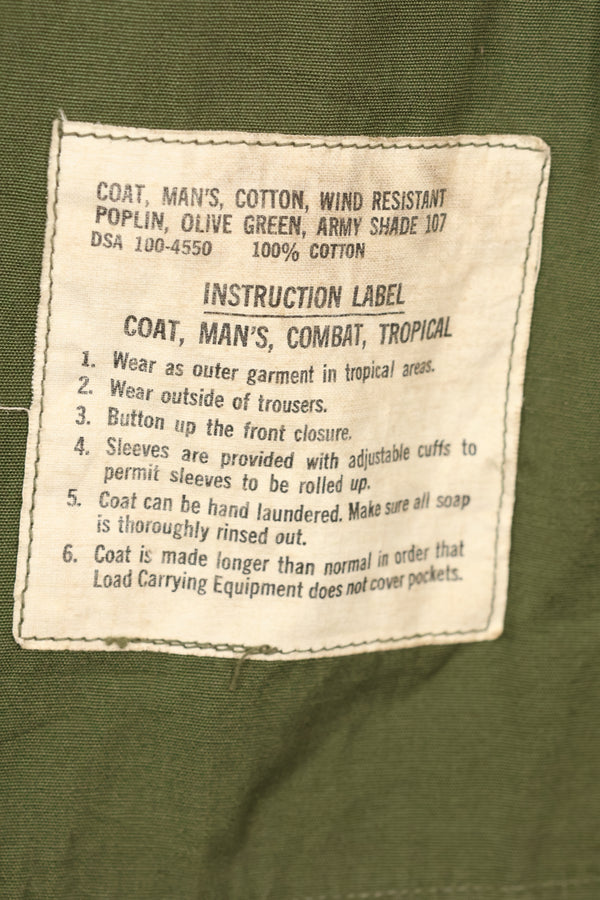 COAT, MAN'S, COTTON, WIND RESISTANT
POPLIN, OLIVE GREEN, ARMY SHADE 107
DSA 100-4550 100% COTTON
INSTRUCTION LABEL
COAT, MAN'S, COMBAT, TROPICAL
1. Wear as outer garment in tropical areas.
2. Wear outside of trousers.
3. Button up the front closure.
4. Sleeves are provided with adjustable cuffs to
permit sleeves to be rolled up.
5. Coat can be hand laundered. Make sure all soap
is thoroughly rinsed out.
6. Coat is made longer than normal in order that
Load Carrying Equipment does not cover pockets.